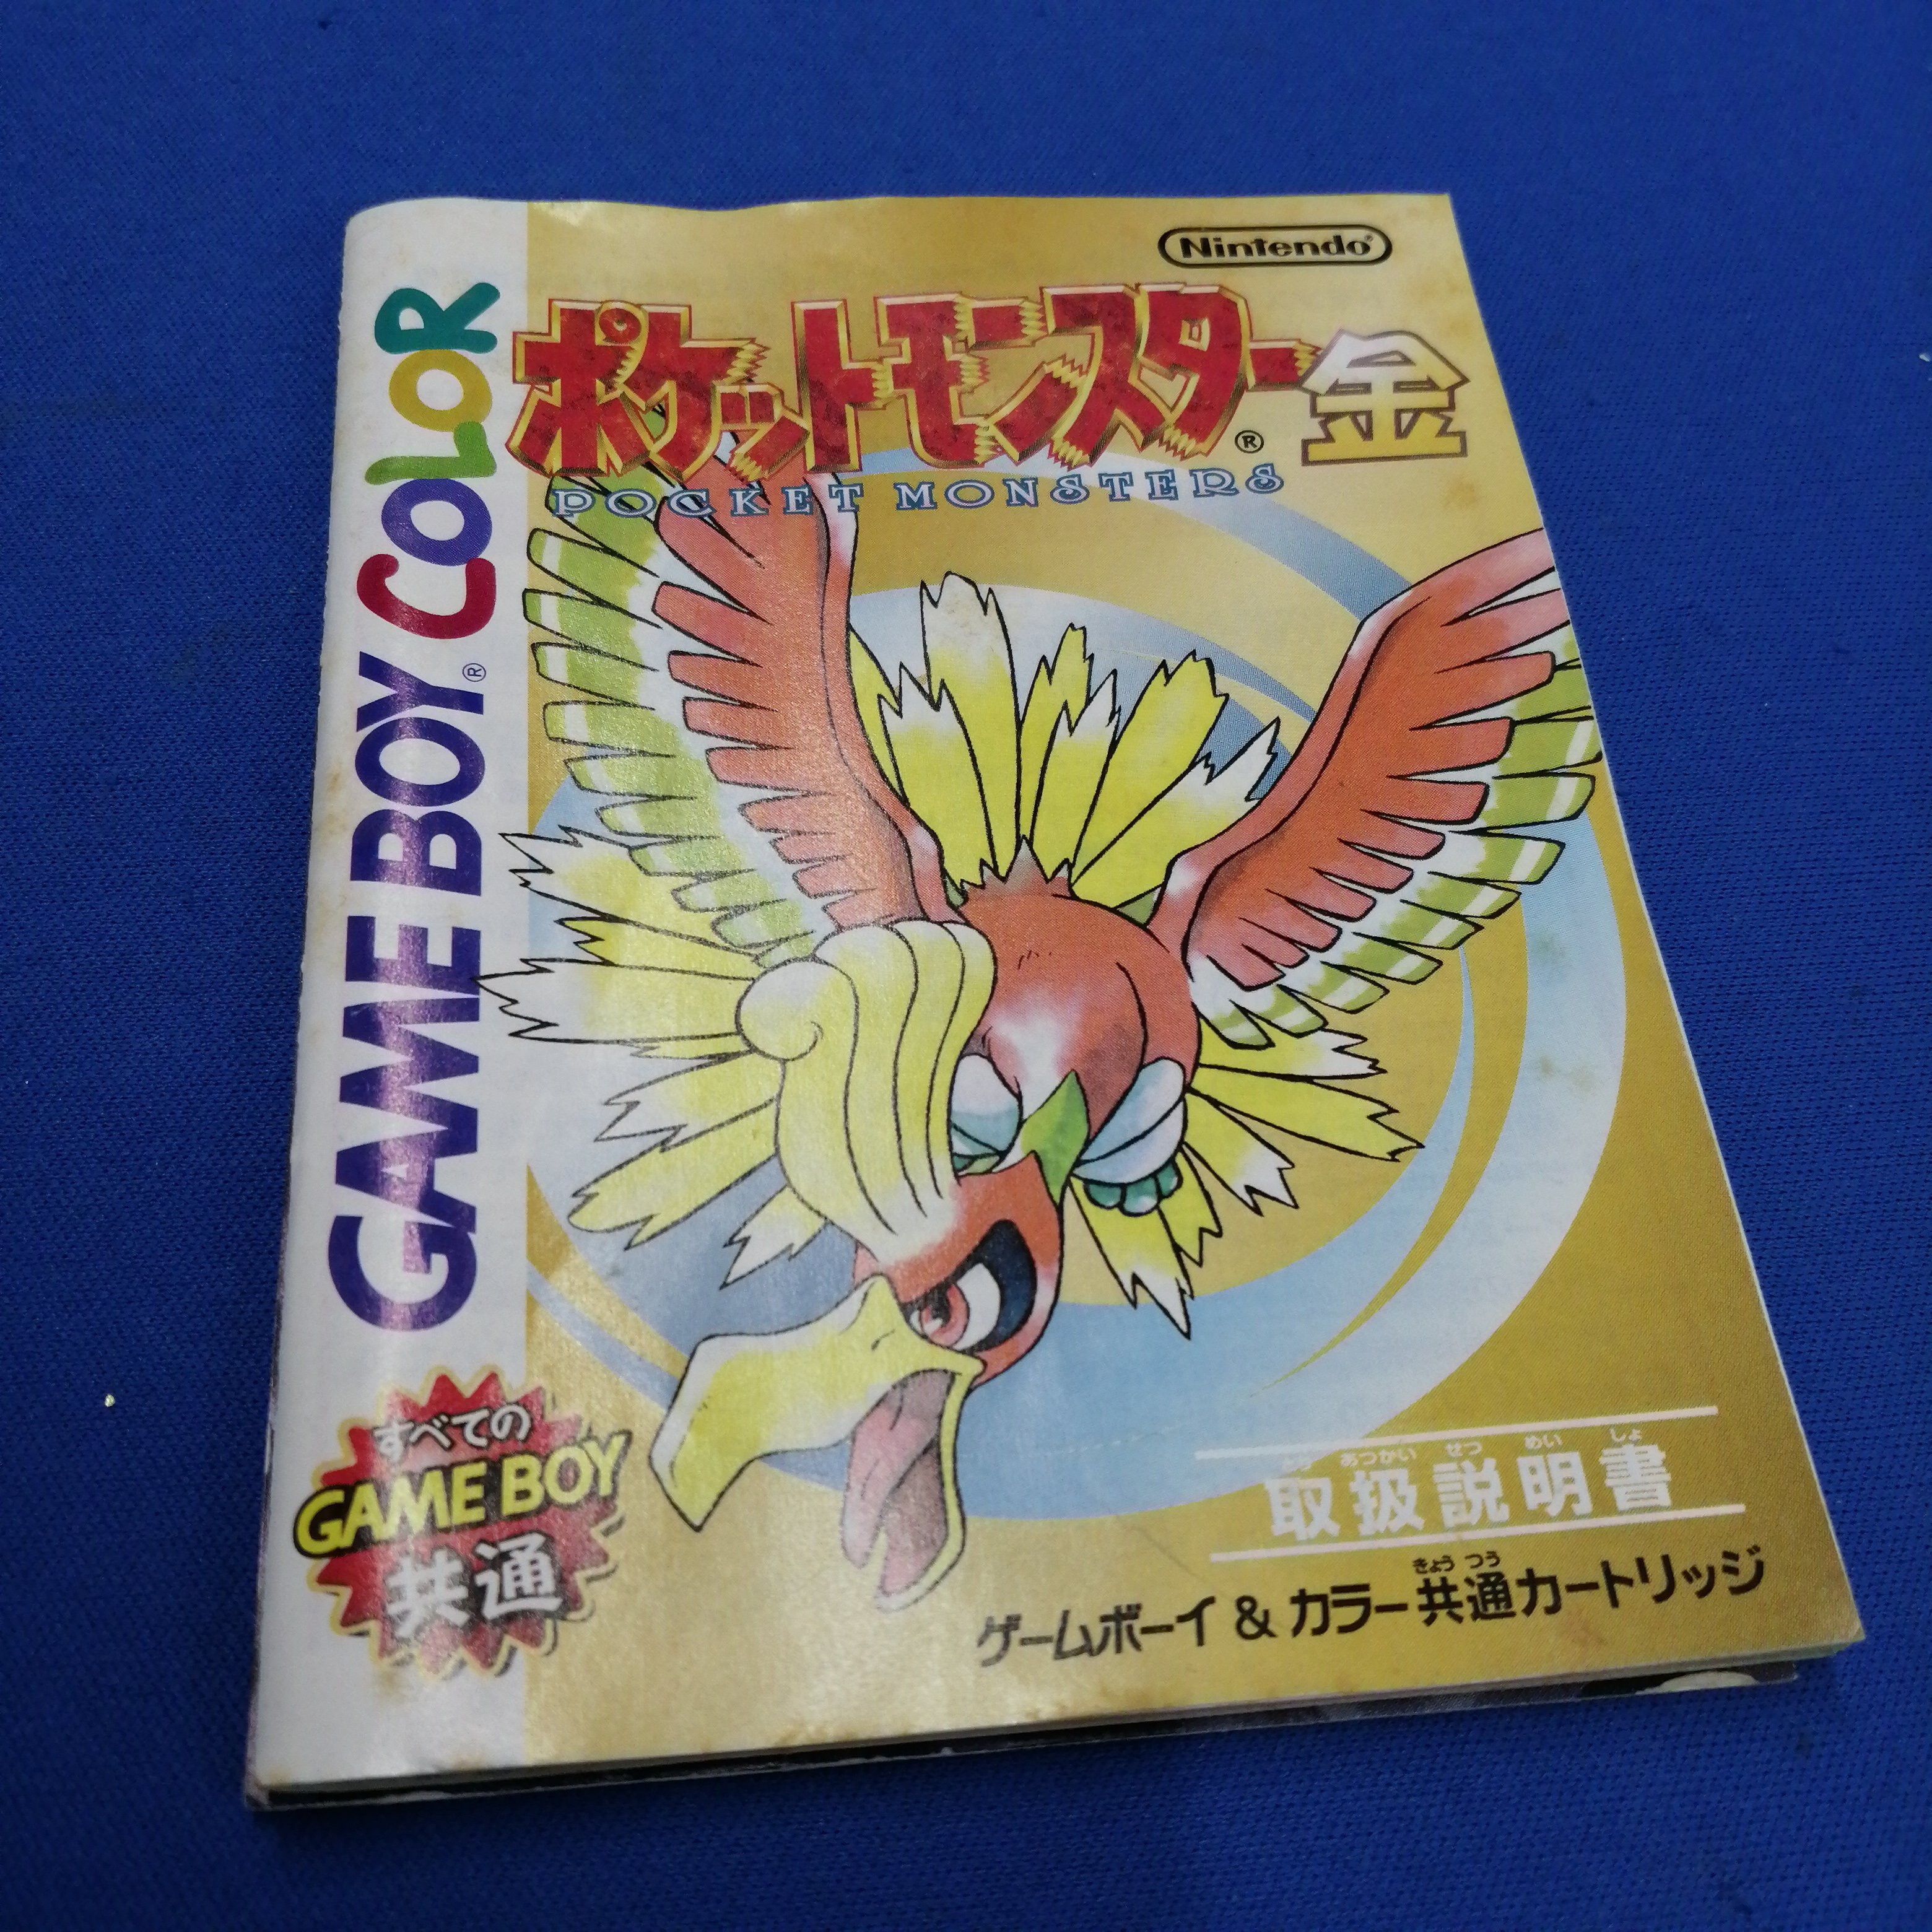 Nintendo®
ポケットモンスター®金
POCKET MONSTERS
GAME BOY® COLOR
すべての
GAME BOY
共通
とり あつかい せつ めい しょ
取扱説明書
きょう つう
ゲームボーイ & カラー共通カートリッジ